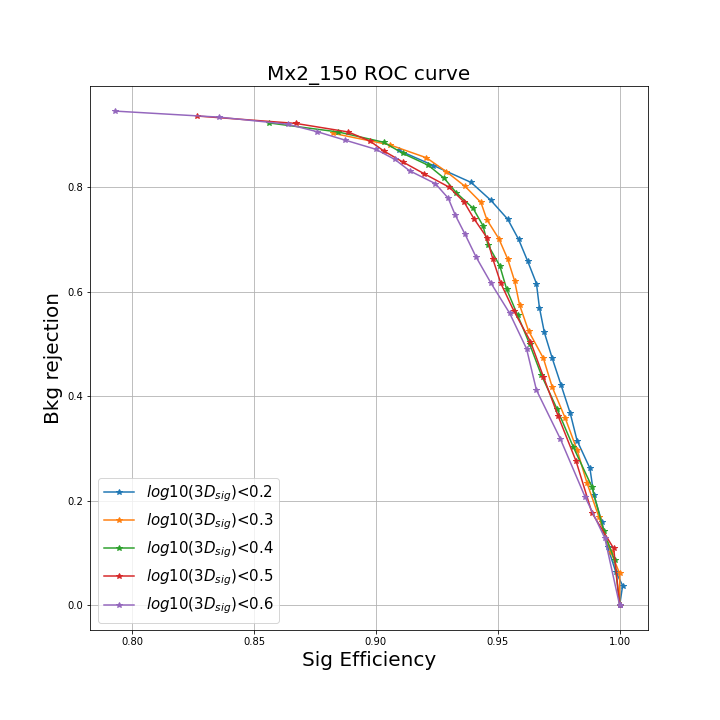 Mx2_150 ROC curve
Bkg rejection
0.8
0.6
0.4
0.2
0.0
log10(3D_sig)<0.2
log10(3D_sig)<0.3
log10(3D_sig)<0.4
log10(3D_sig)<0.5
log10(3D_sig)<0.6
0.80 0.85 0.90 0.95 1.00
Sig Efficiency